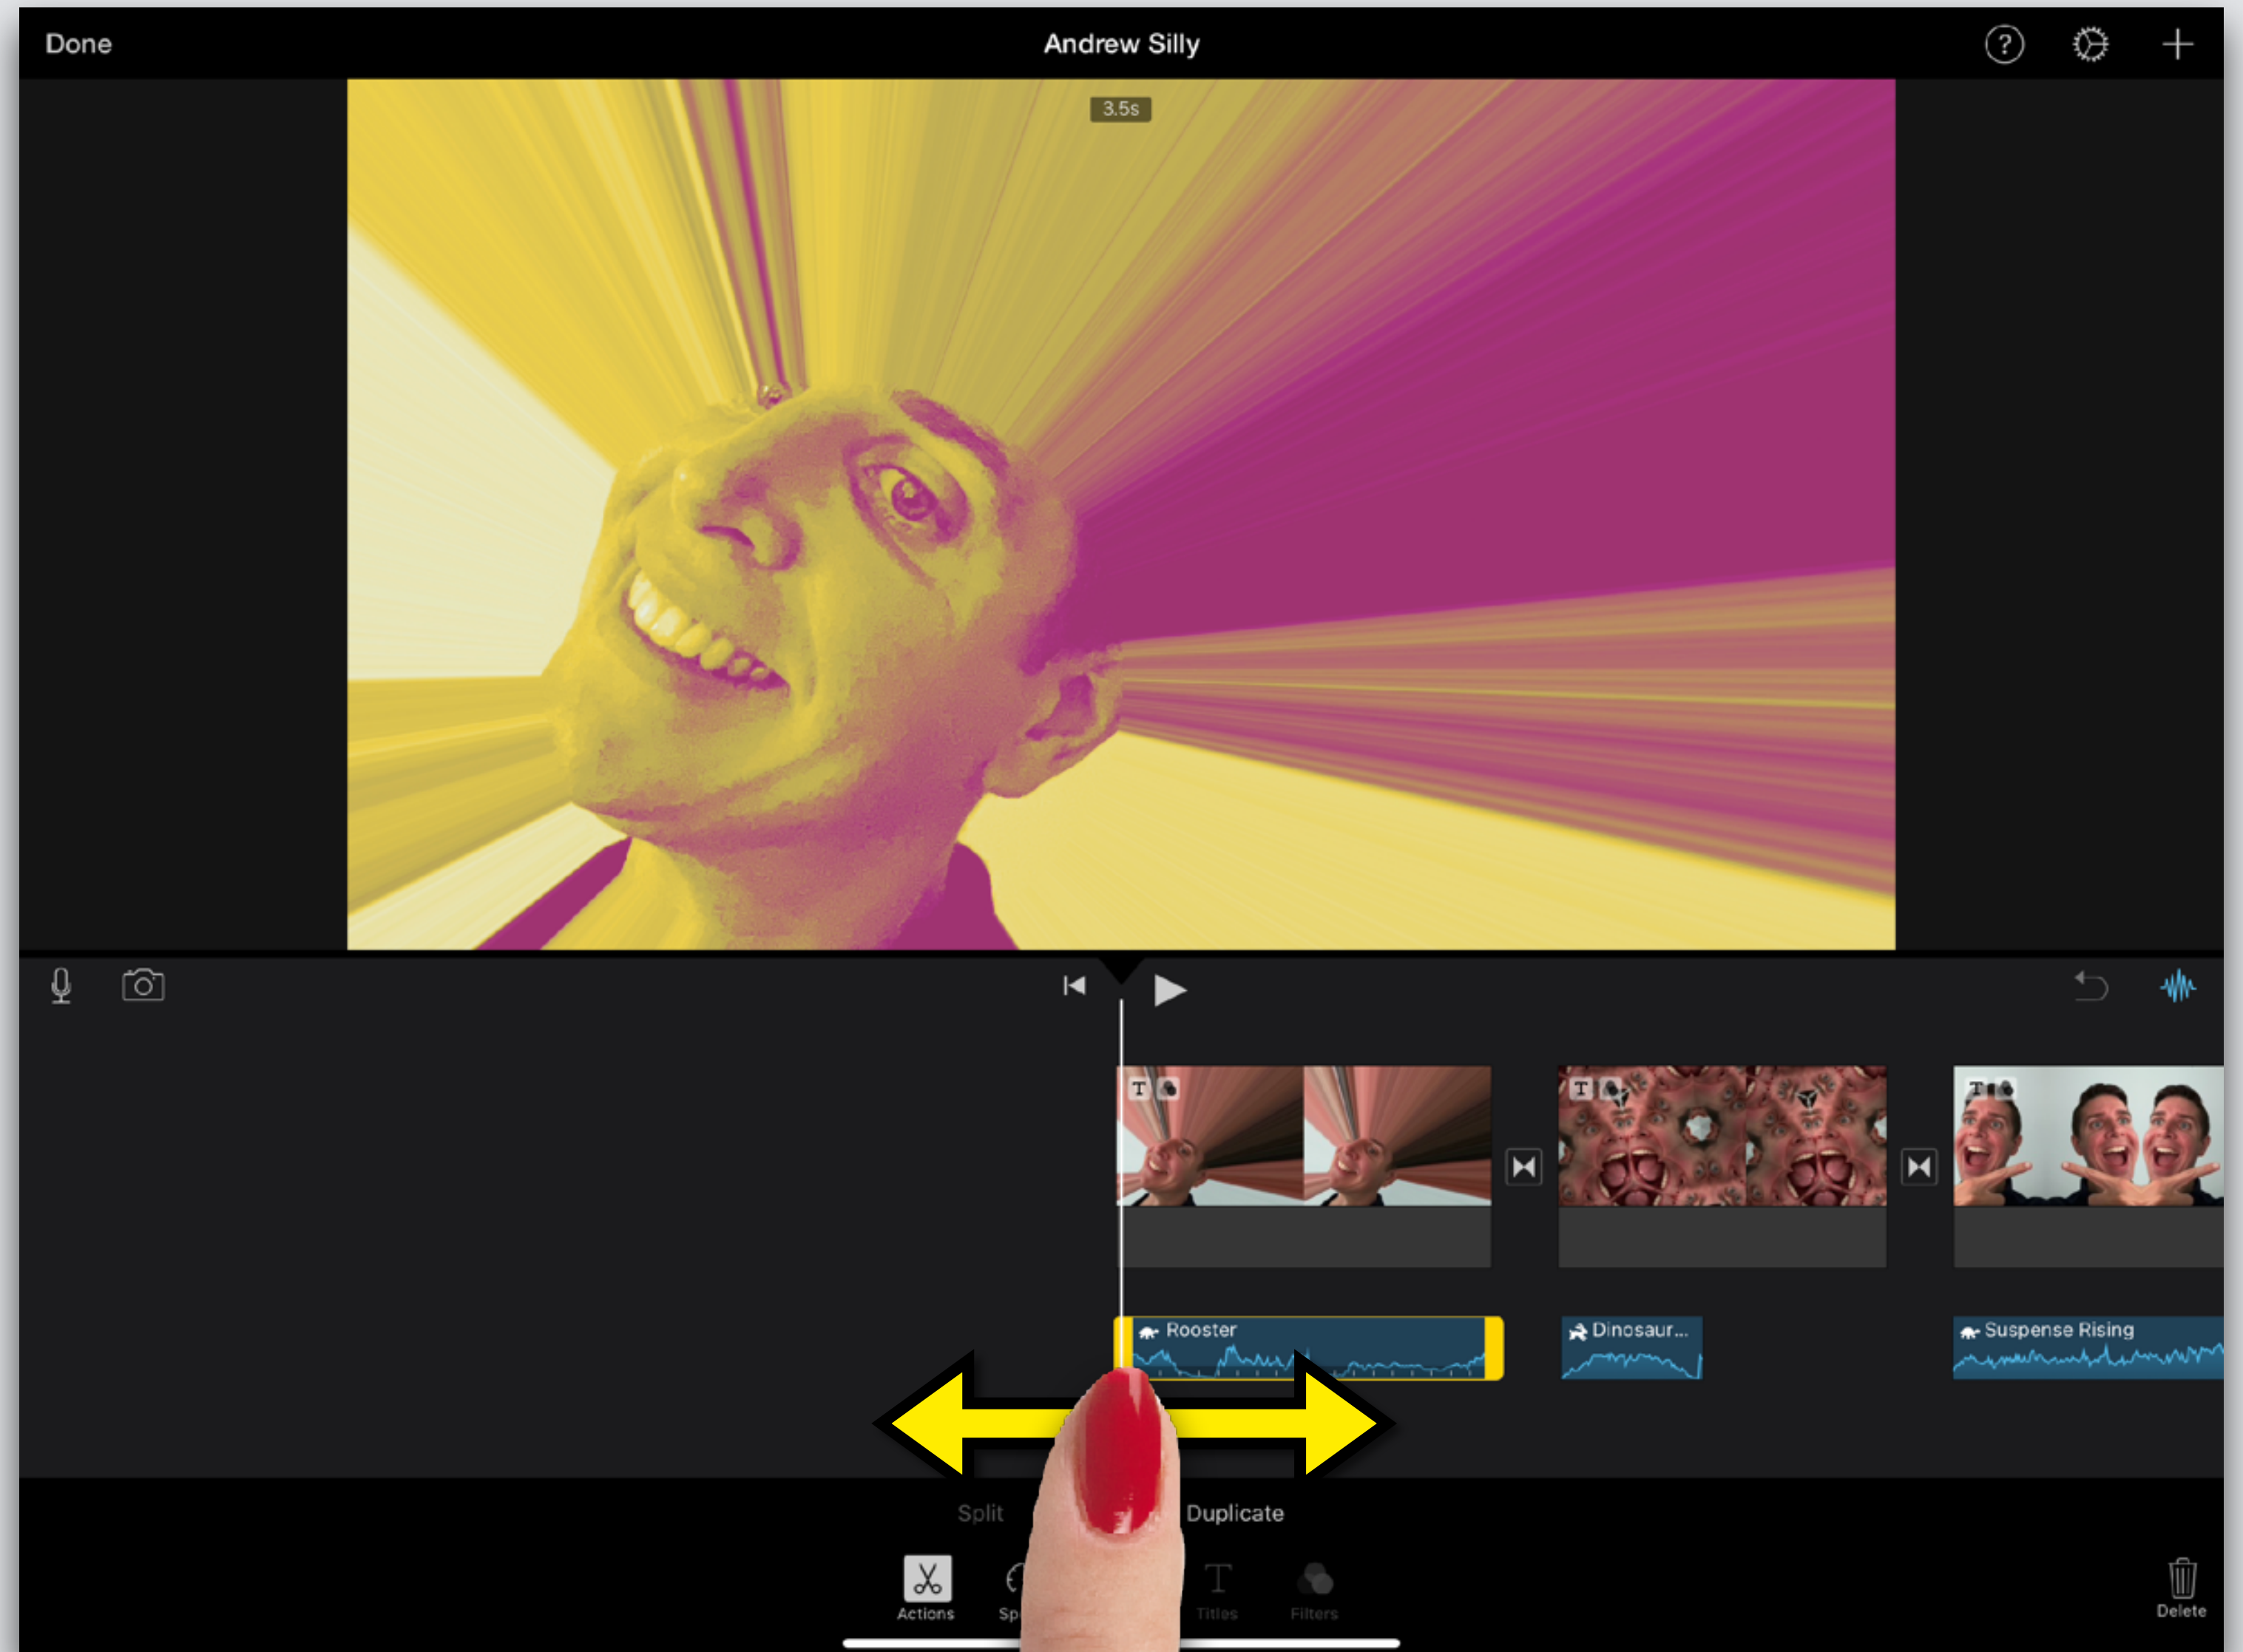 Done
Andrew Silly
?
3.5s
T
T
T
Rooster
Dinosaur...
Suspense Rising
Split
Duplicate
T
Actions
Titles
Filters
Delete